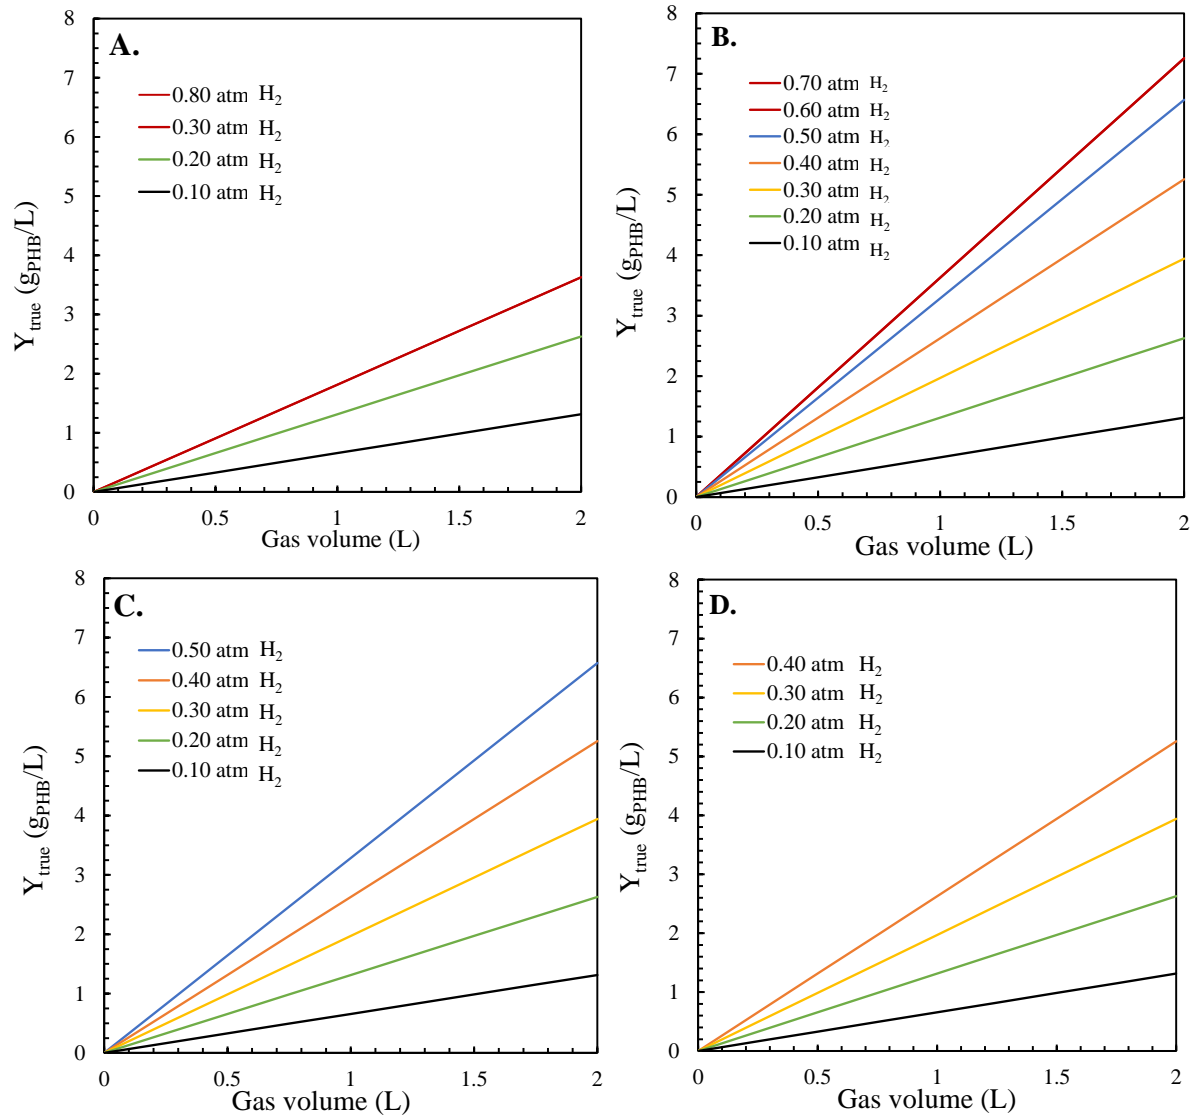 A.
0.80 atm H2
0.30 atm H2
0.20 atm H2
0.10 atm H2
Ytrue (gPHB/L)
8
7
6
5
4
3
2
1
0
0 0.5 1 1.5 2
Gas volume (L)
B.
0.70 atm H2
0.60 atm H2
0.50 atm H2
0.40 atm H2
0.30 atm H2
0.20 atm H2
0.10 atm H2
Ytrue (gPHB/L)
8
7
6
5
4
3
2
1
0
0 0.5 1 1.5 2
Gas volume (L)
C.
0.50 atm H2
0.40 atm H2
0.30 atm H2
0.20 atm H2
0.10 atm H2
Ytrue (gPHB/L)
8
7
6
5
4
3
2
1
0
0 0.5 1 1.5 2
Gas volume (L)
D.
0.40 atm H2
0.30 atm H2
0.20 atm H2
0.10 atm H2
Ytrue (gPHB/L)
8
7
6
5
4
3
2
1
0
0 0.5 1 1.5 2
Gas volume (L)